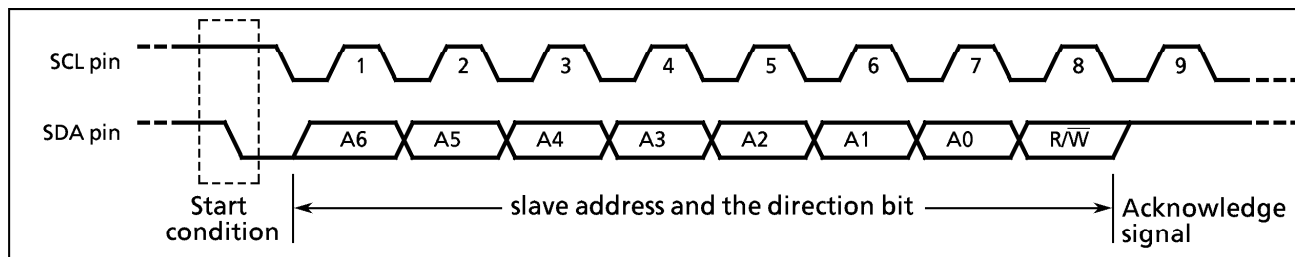 SCL pin
1 2 3 4 5 6 7 8 9
SDA pin
A6 A5 A4 A3 A2 A1 A0 R/W̅
Start
condition
slave address and the direction bit
Acknowledge
signal